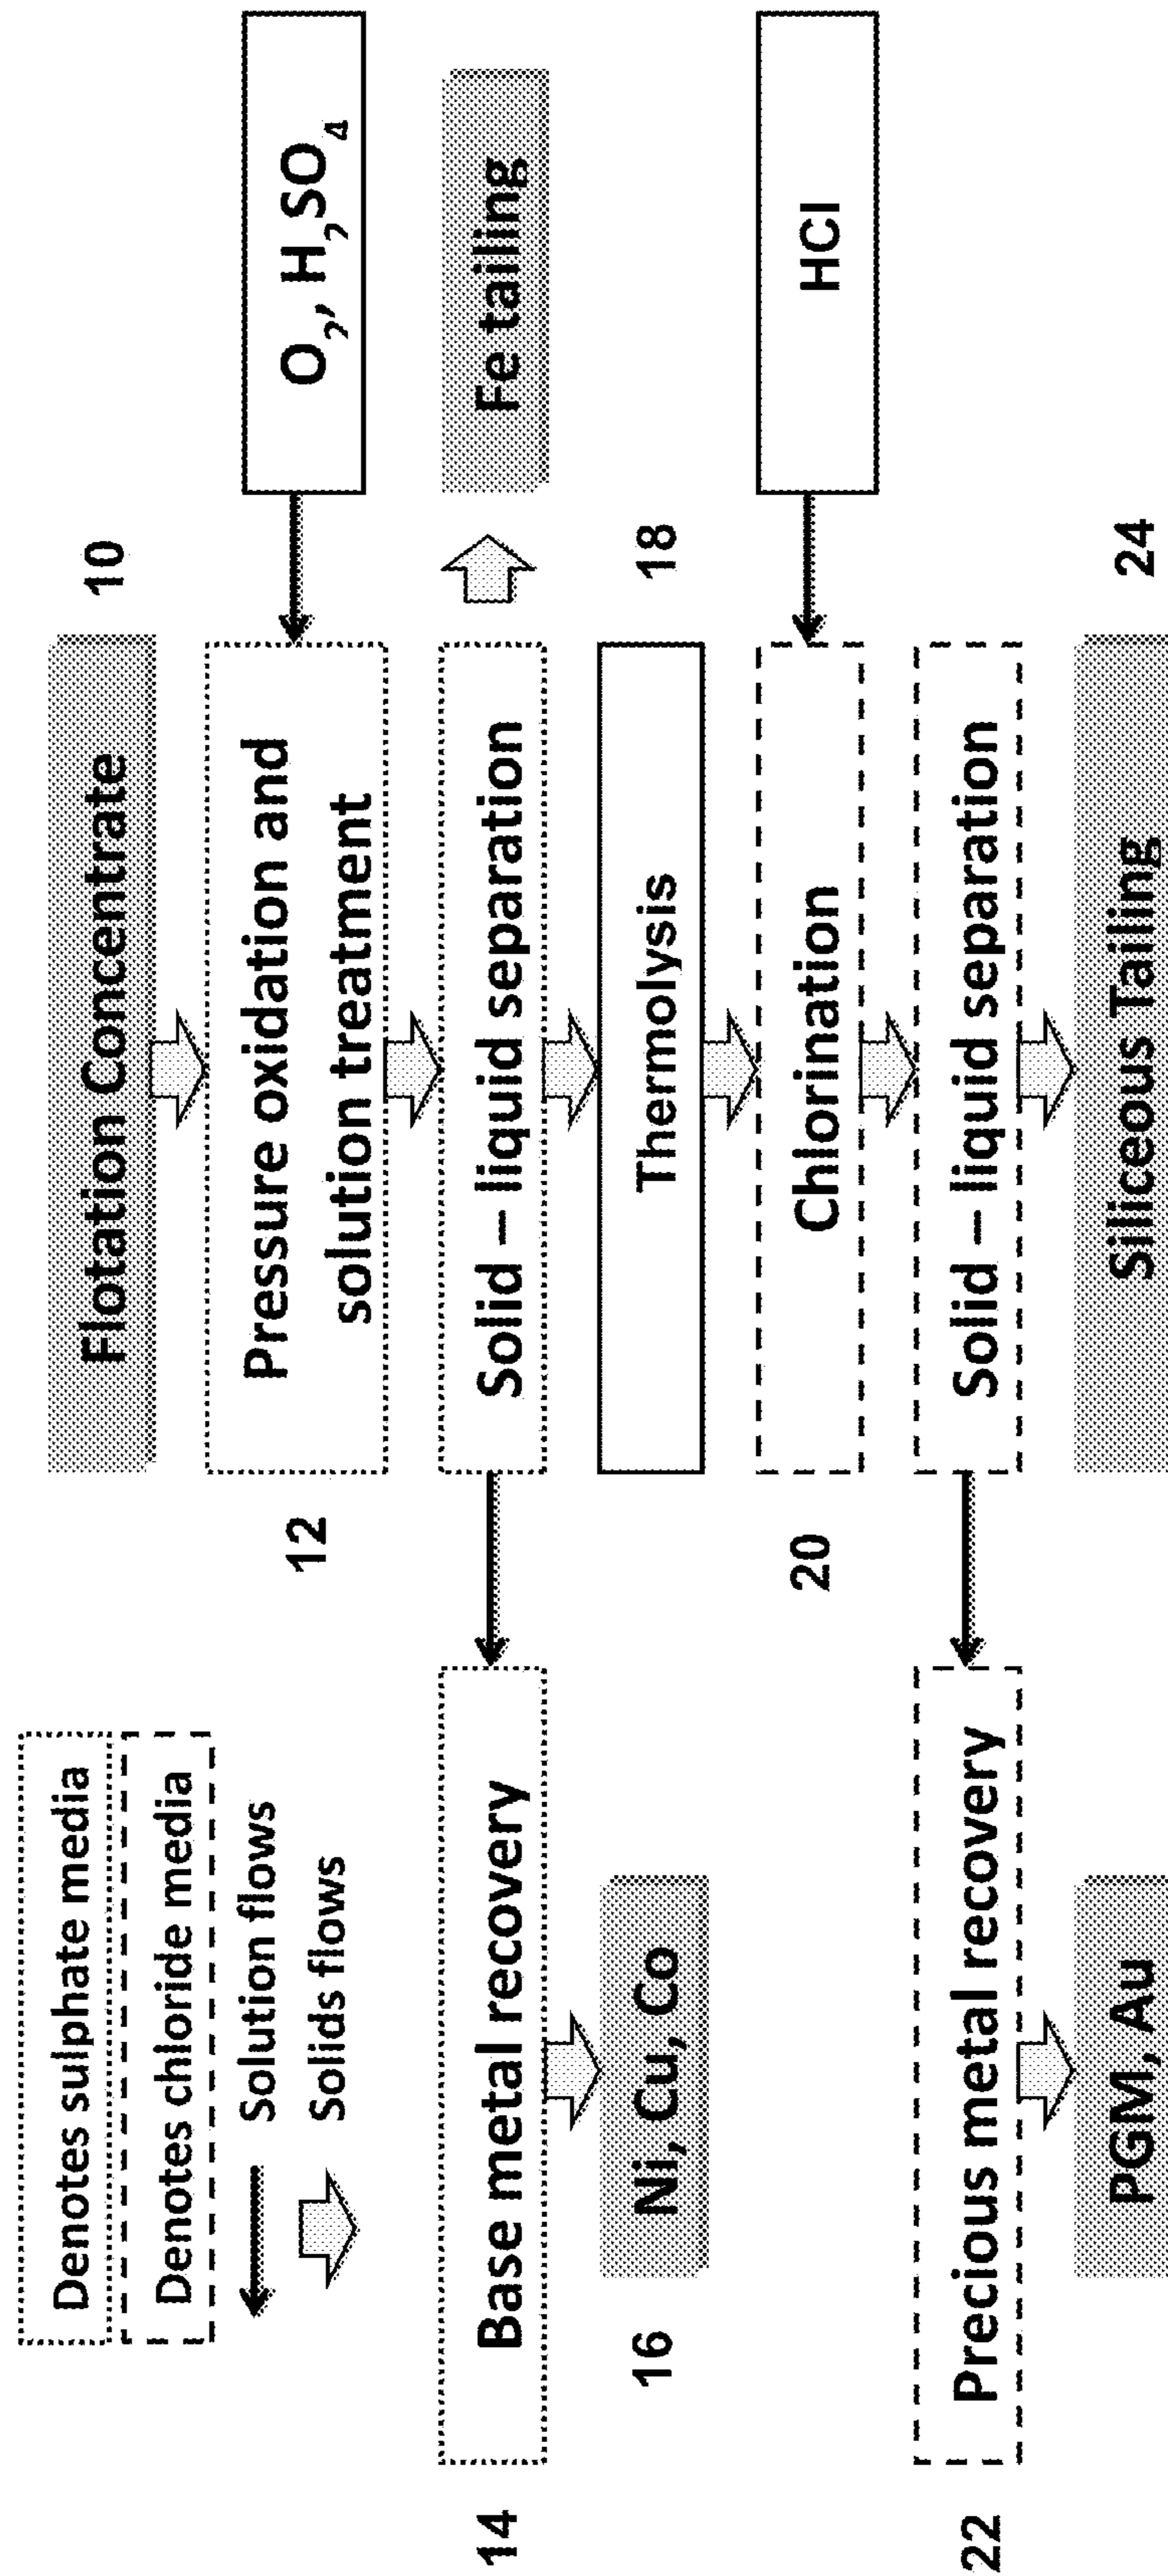 Denotes sulphate media
Denotes chloride media
Solution flows
Solids flows
Flotation Concentrate
10
12
Pressure oxidation and
solution treatment
O2, H2SO4
14
Base metal recovery
Solid – liquid separation
Fe tailing
16
Ni, Cu, Co
Thermolysis
18
20
Chlorination
HCl
22
Precious metal recovery
Solid – liquid separation
PGM, Au
Siliceous Tailing
24